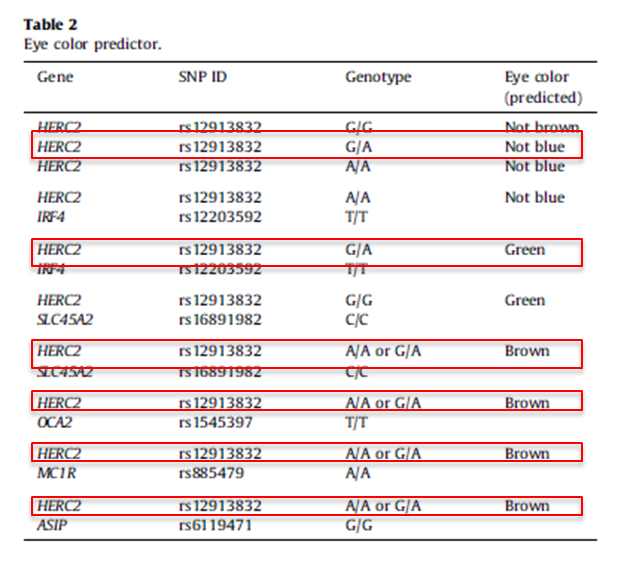 Table 2
Eye color predictor.
Gene SNP ID Genotype Eye color
(predicted)
HERC2 rs12913832 G/G Not brown
HERC2 rs12913832 G/A Not blue
HERC2 rs12913832 A/A Not blue
HERC2 rs12913832 A/A Not blue
IRF4 rs12203592 T/T
HERC2 rs12913832 G/A Green
IRF4 rs12203592 T/T
HERC2 rs12913832 G/G Green
SLC45A2 rs16891982 C/C
HERC2 rs12913832 A/A or G/A Brown
SLC45A2 rs16891982 C/C
HERC2 rs12913832 A/A or G/A Brown
OCA2 rs1545397 T/T
HERC2 rs12913832 A/A or G/A Brown
MC1R rs885479 A/A
HERC2 rs12913832 A/A or G/A Brown
ASIP rs6119471 G/G